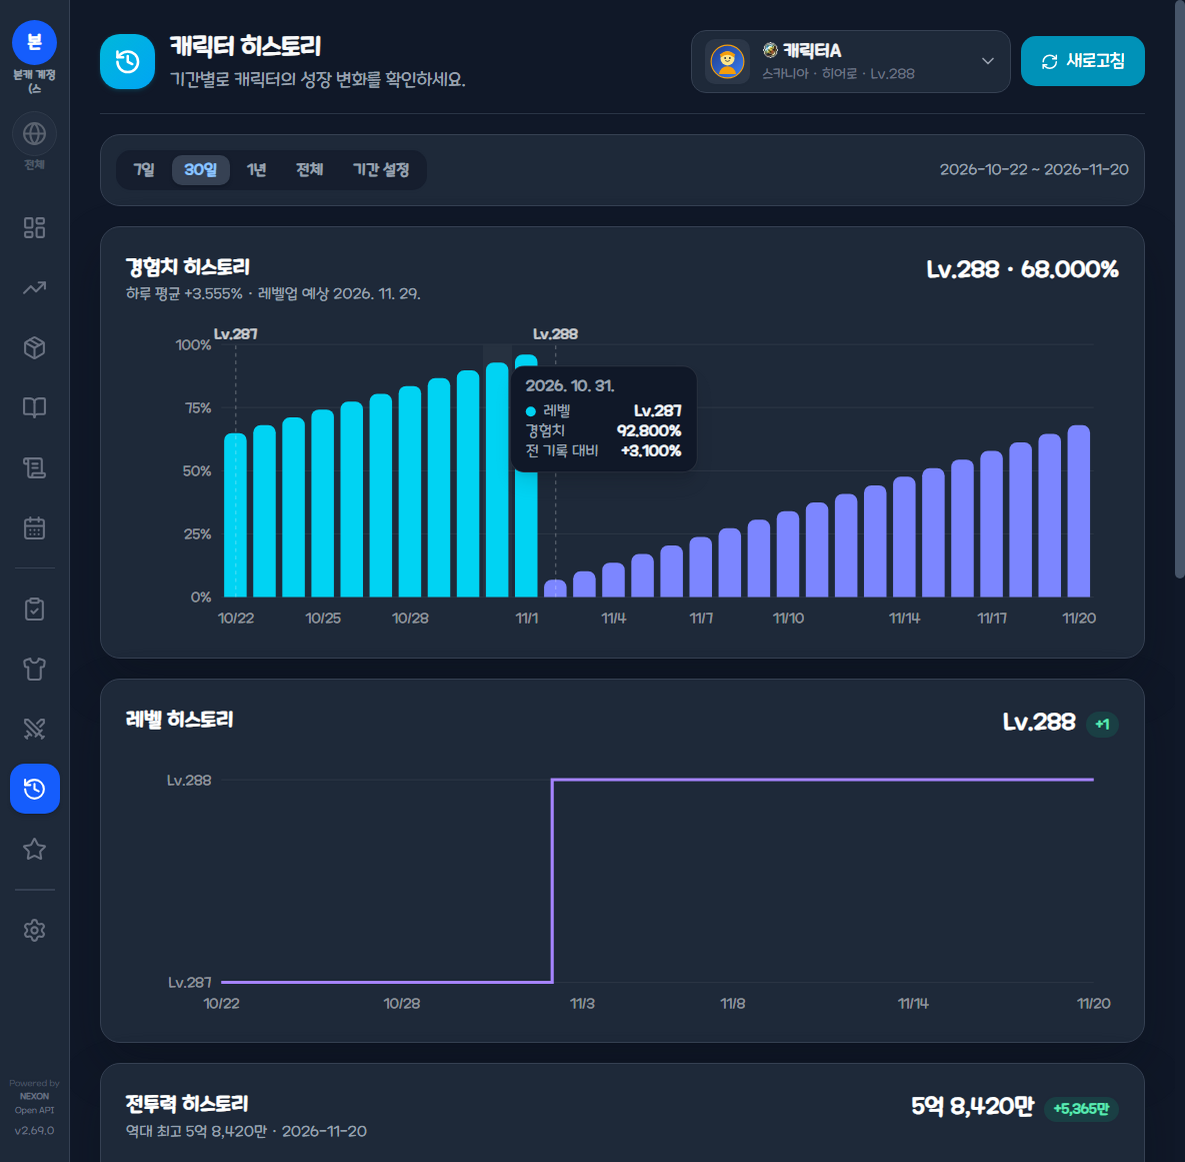 본
본캐 계정
(스
전체
Powered by
NEXON
Open API
v2.69.0
캐릭터 히스토리
기간별로 캐릭터의 성장 변화를 확인하세요.
캐릭터A
스카니아 · 히어로 · Lv.288
새로고침
7일 30일 1년 전체 기간 설정
2026-10-22 ~ 2026-11-20
경험치 히스토리
하루 평균 +3.555% · 레벨업 예상 2026. 11. 29.
Lv.288 · 68.000%
Lv.287 Lv.288
100%
75%
50%
25%
0%
2026. 10. 31.
레벨 Lv.287
경험치 92.800%
전 기록 대비 +3.100%
10/22 10/25 10/28 11/1 11/4 11/7 11/10 11/14 11/17 11/20
레벨 히스토리
Lv.288 +1
Lv.288
Lv.287
10/22 10/28 11/3 11/8 11/14 11/20
전투력 히스토리
역대 최고 5억 8,420만 · 2026-11-20
5억 8,420만 +5,365만